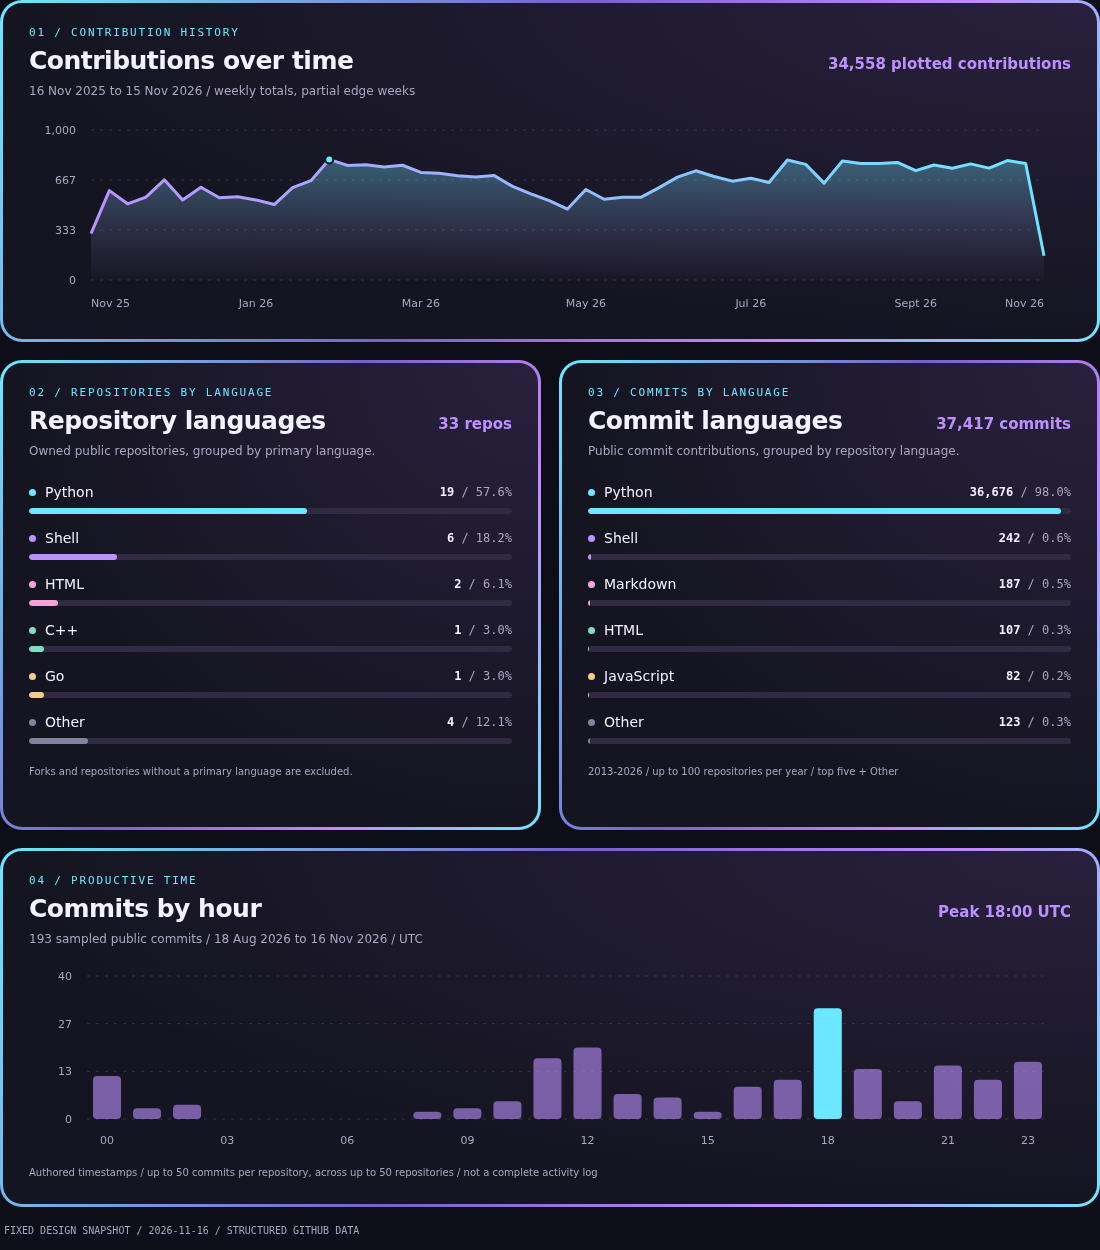 01 / CONTRIBUTION HISTORY
Contributions over time
34,558 plotted contributions
16 Nov 2025 to 15 Nov 2026 / weekly totals, partial edge weeks
1,000
667
333
0
Nov 25 Jan 26 Mar 26 May 26 Jul 26 Sept 26 Nov 26
02 / REPOSITORIES BY LANGUAGE
Repository languages
33 repos
Owned public repositories, grouped by primary language.
Python 19 / 57.6%
Shell 6 / 18.2%
HTML 2 / 6.1%
C++ 1 / 3.0%
Go 1 / 3.0%
Other 4 / 12.1%
Forks and repositories without a primary language are excluded.
03 / COMMITS BY LANGUAGE
Commit languages
37,417 commits
Public commit contributions, grouped by repository language.
Python 36,676 / 98.0%
Shell 242 / 0.6%
Markdown 187 / 0.5%
HTML 107 / 0.3%
JavaScript 82 / 0.2%
Other 123 / 0.3%
2013-2026 / up to 100 repositories per year / top five + Other
04 / PRODUCTIVE TIME
Commits by hour
Peak 18:00 UTC
193 sampled public commits / 18 Aug 2026 to 16 Nov 2026 / UTC
40
27
13
0
00 03 06 09 12 15 18 21 23
Authored timestamps / up to 50 commits per repository, across up to 50 repositories / not a complete activity log
FIXED DESIGN SNAPSHOT / 2026-11-16 / STRUCTURED GITHUB DATA